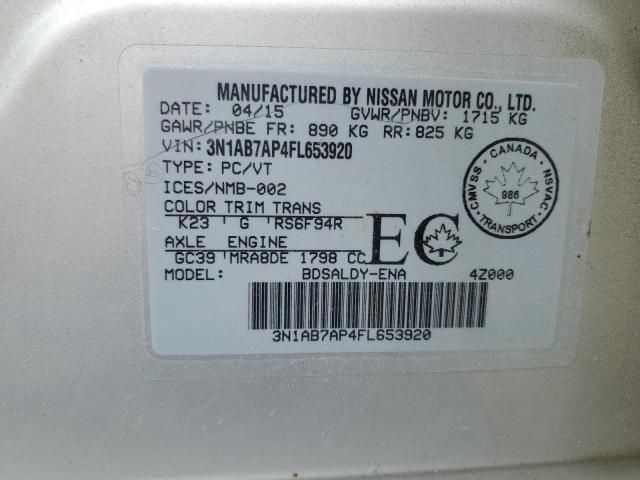 MANUFACTURED BY NISSAN MOTOR CO., LTD.
DATE: 04/15 GVWR/PNBV: 1715 KG
GAWR/PNBE FR: 890 KG RR: 825 KG
VIN: 3N1AB7AP4FL653920
TYPE: PC/VT
ICES/NMB-002
COLOR TRIM TRANS
K23 G RS6F94R
AXLE ENGINE
GC39 MRA8DE 1798 CC
MODEL: BDSALDY-ENA 4Z000
EC
CANADA
CMVSS NSVAC
986
TRANSPORT
3N1AB7AP4FL653920